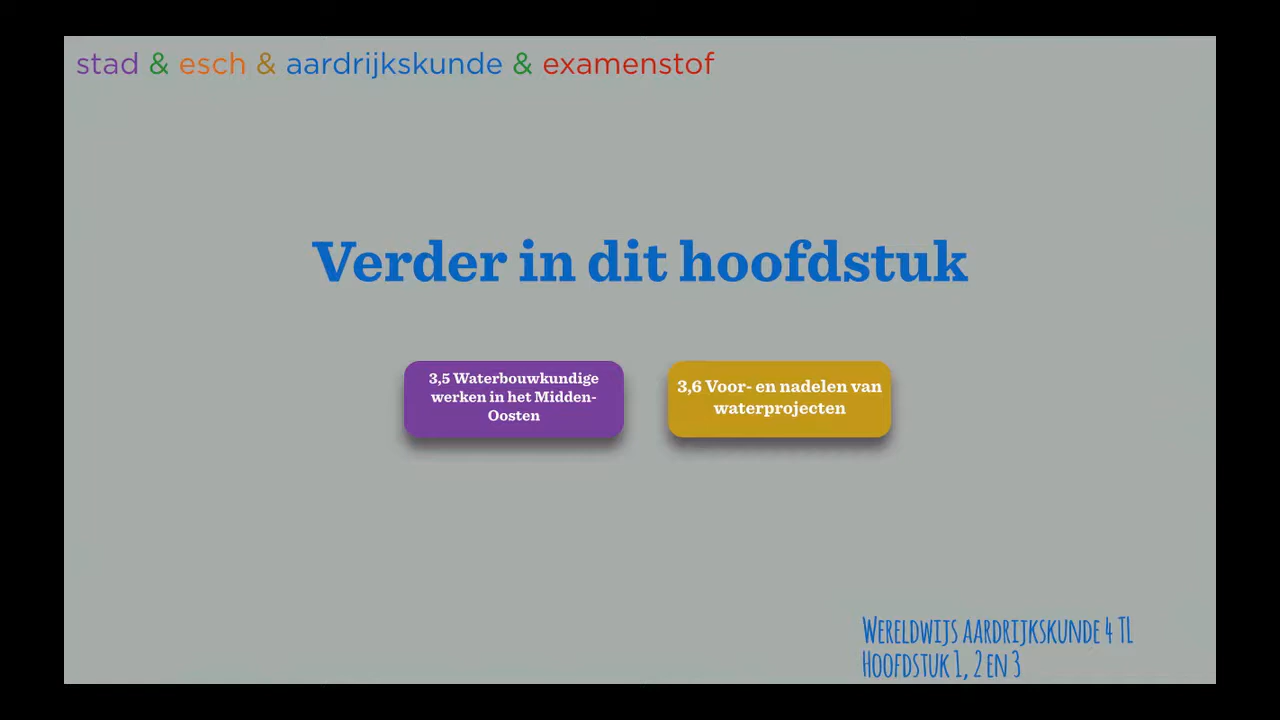 stad & esch & aardrijkskunde & examenstof
Verder in dit hoofdstuk
3,5 Waterbouwkundige
werken in het Midden-
Oosten
3,6 Voor- en nadelen van
waterprojecten
Wereldwijs aardrijkskunde 4 TL
Hoofdstuk 1, 2 en 3